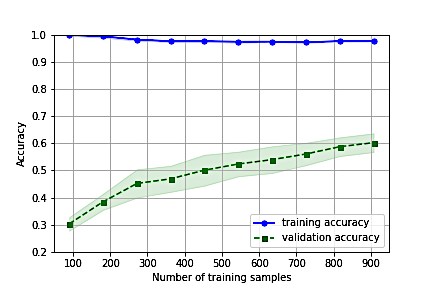 1.0
0.9
0.8
0.7
0.6
0.5
0.4
0.3
0.2
Accuracy
training accuracy
validation accuracy
100 200 300 400 500 600 700 800 900
Number of training samples